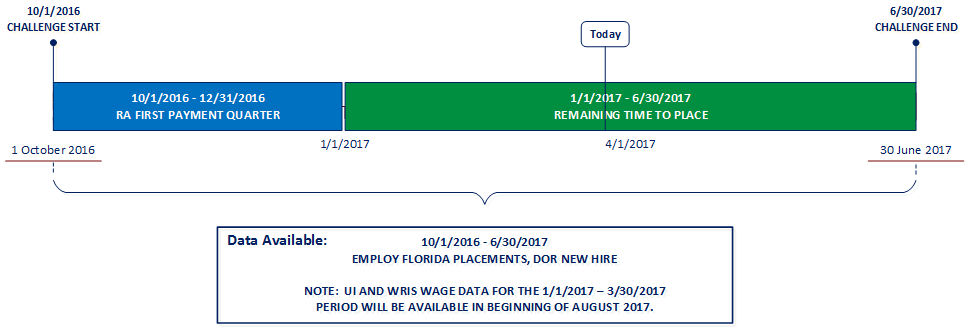 10/1/2016
CHALLENGE START
6/30/2017
CHALLENGE END
Today
10/1/2016 - 12/31/2016
RA FIRST PAYMENT QUARTER
1/1/2017 - 6/30/2017
REMAINING TIME TO PLACE
1 October 2016
1/1/2017
4/1/2017
30 June 2017
Data Available:
10/1/2016 - 6/30/2017
EMPLOY FLORIDA PLACEMENTS, DOR NEW HIRE
NOTE: UI AND WRIS WAGE DATA FOR THE 1/1/2017 – 3/30/2017
PERIOD WILL BE AVAILABLE IN BEGINNING OF AUGUST 2017.